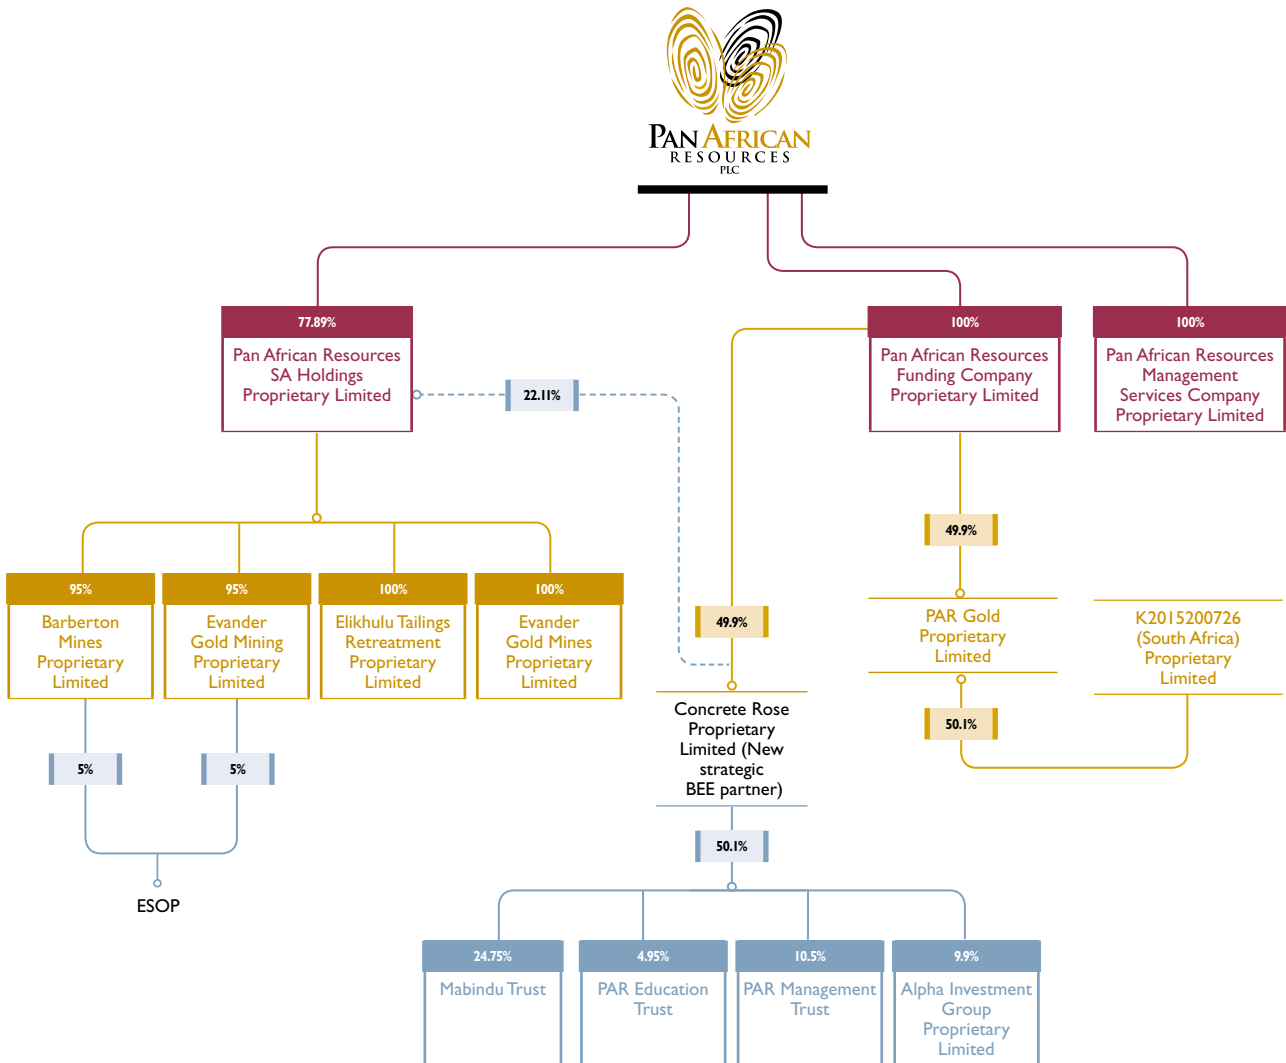 PAN AFRICAN
RESOURCES
PLC
77.89%
Pan African Resources
SA Holdings
Proprietary Limited
100%
Pan African Resources
Funding Company
Proprietary Limited
100%
Pan African Resources
Management
Services Company
Proprietary Limited
22.11%
49.9%
95%
Barberton
Mines
Proprietary
Limited
95%
Evander
Gold Mining
Proprietary
Limited
100%
Elikhulu Tailings
Retreatment
Proprietary
Limited
100%
Evander
Gold Mines
Proprietary
Limited
49.9%
PAR Gold
Proprietary
Limited
K2015200726
(South Africa)
Proprietary
Limited
50.1%
Concrete Rose
Proprietary
Limited (New
strategic
BEE partner)
5%
5%
ESOP
50.1%
24.75%
Mabindu Trust
4.95%
PAR Education
Trust
10.5%
PAR Management
Trust
9.9%
Alpha Investment
Group
Proprietary
Limited